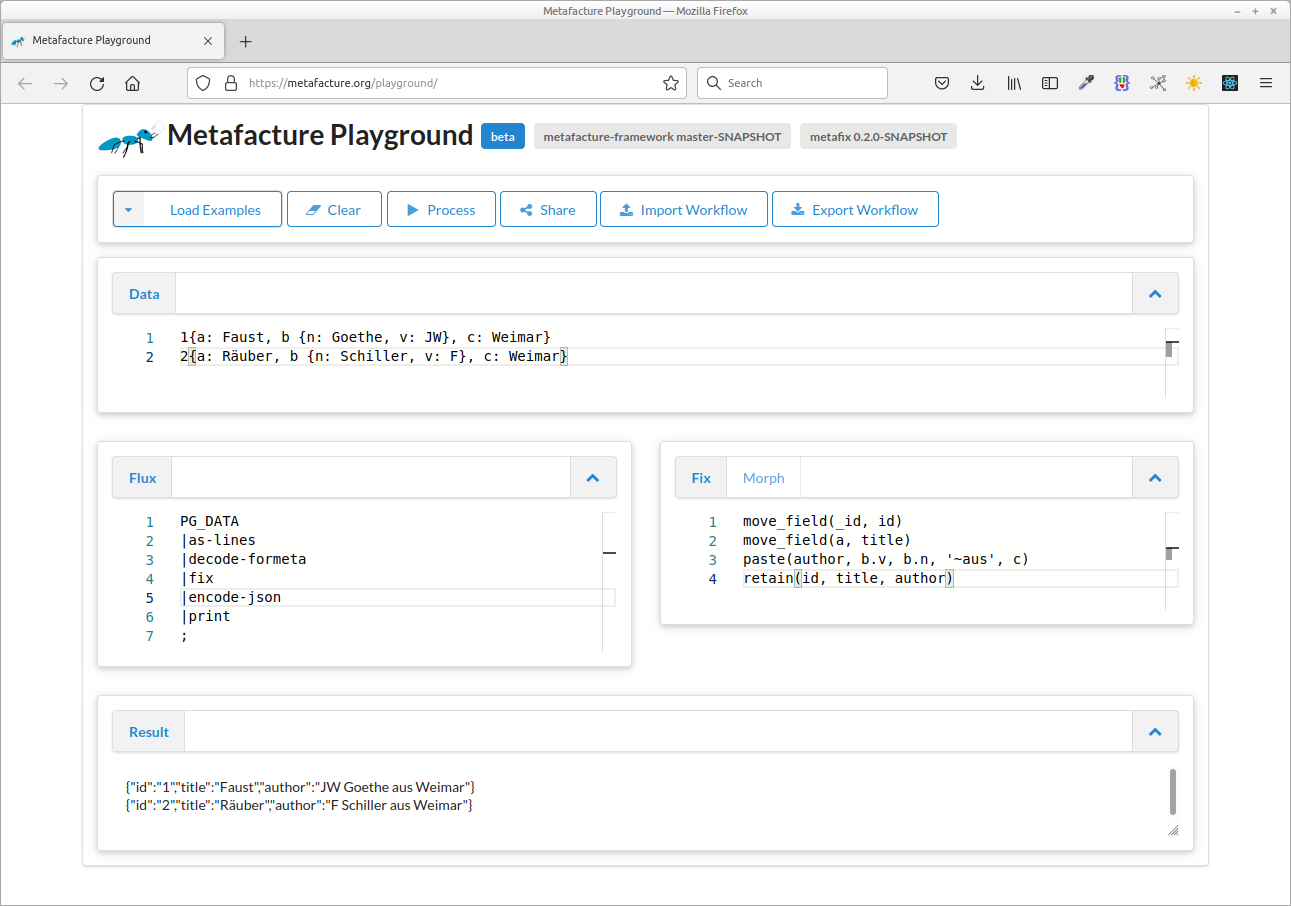 Metafacture Playground — Mozilla Firefox
Metafacture Playground
https://metafacture.org/playground/
Search
Metafacture Playground beta metafacture-framework master-SNAPSHOT metafix 0.2.0-SNAPSHOT
Load Examples Clear Process Share Import Workflow Export Workflow
Data
1 1{a: Faust, b {n: Goethe, v: JW}, c: Weimar}
2 2{a: Räuber, b {n: Schiller, v: F}, c: Weimar}
Flux
1 PG_DATA
2 |as-lines
3 |decode-formeta
4 |fix
5 |encode-json
6 |print
7 ;
Fix Morph
1 move_field(_id, id)
2 move_field(a, title)
3 paste(author, b.v, b.n, '~aus', c)
4 retain(id, title, author)
Result
{"id":"1","title":"Faust","author":"JW Goethe aus Weimar"}
{"id":"2","title":"Räuber","author":"F Schiller aus Weimar"}